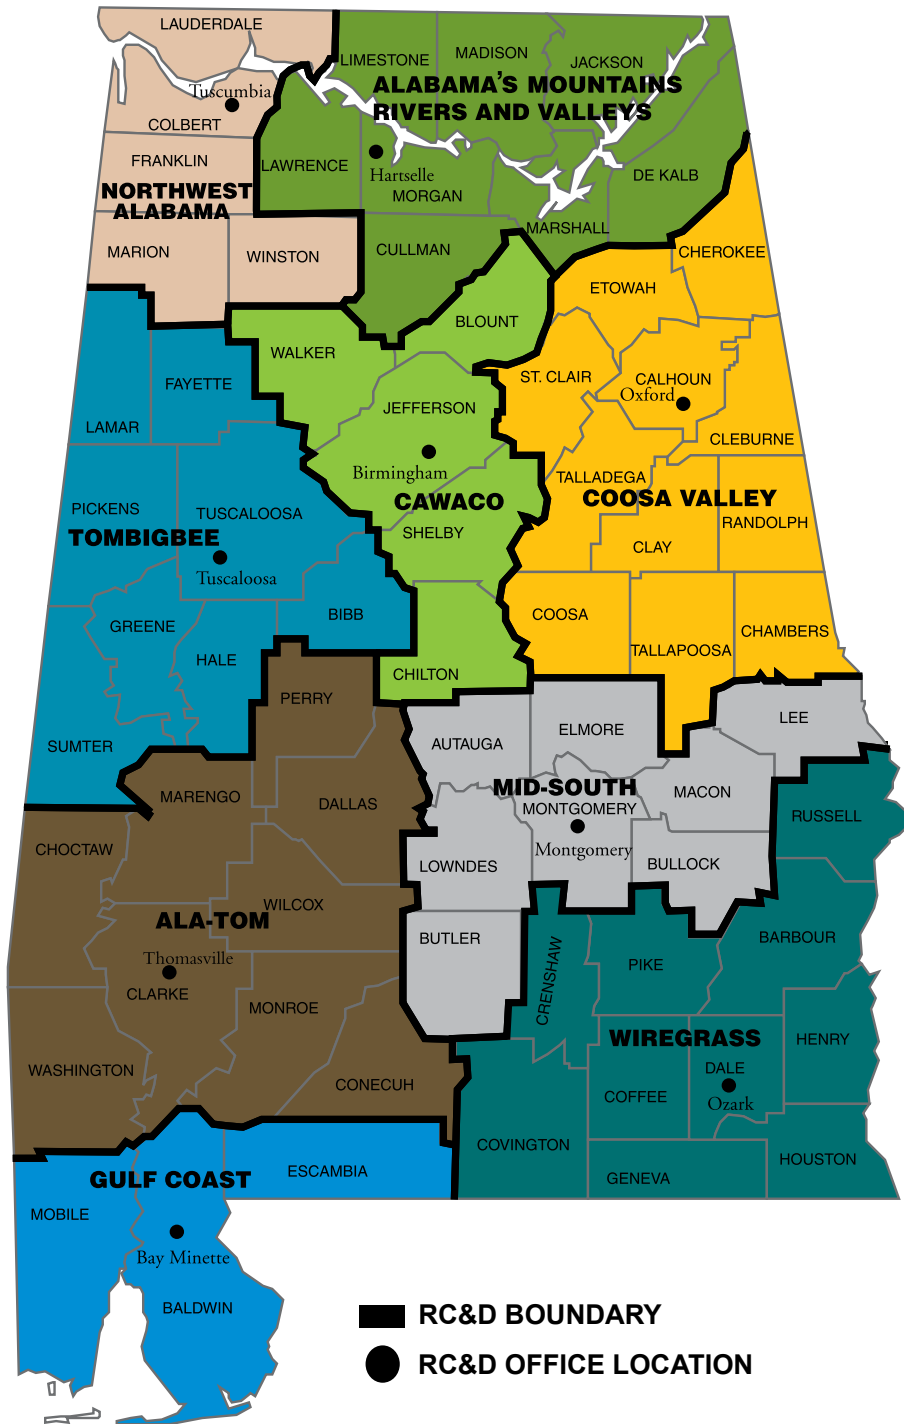 LAUDERDALE
LIMESTONE
MADISON
JACKSON
ALABAMA'S MOUNTAINS
RIVERS AND VALLEYS
Tuscumbia
COLBERT
FRANKLIN
LAWRENCE
Hartselle
MORGAN
DE KALB
NORTHWEST
ALABAMA
MARSHALL
MARION
WINSTON
CULLMAN
CHEROKEE
ETOWAH
BLOUNT
WALKER
FAYETTE
ST. CLAIR
CALHOUN
Oxford
JEFFERSON
LAMAR
CLEBURNE
Birmingham
TALLADEGA
CAWACO
COOSA VALLEY
PICKENS
TUSCALOOSA
RANDOLPH
TOMBIGBEE
SHELBY
CLAY
Tuscaloosa
GREENE
BIBB
COOSA
CHAMBERS
HALE
TALLAPOOSA
CHILTON
PERRY
LEE
SUMTER
AUTAUGA
ELMORE
MARENGO
DALLAS
MID-SOUTH
MACON
MONTGOMERY
RUSSELL
CHOCTAW
Montgomery
LOWNDES
BULLOCK
WILCOX
ALA-TOM
BUTLER
BARBOUR
Thomasville
PIKE
CRENSHAW
CLARKE
MONROE
WIREGRASS
HENRY
WASHINGTON
DALE
CONECUH
COFFEE
Ozark
COVINGTON
HOUSTON
ESCAMBIA
GULF COAST
GENEVA
MOBILE
Bay Minette
BALDWIN
RC&D BOUNDARY
RC&D OFFICE LOCATION